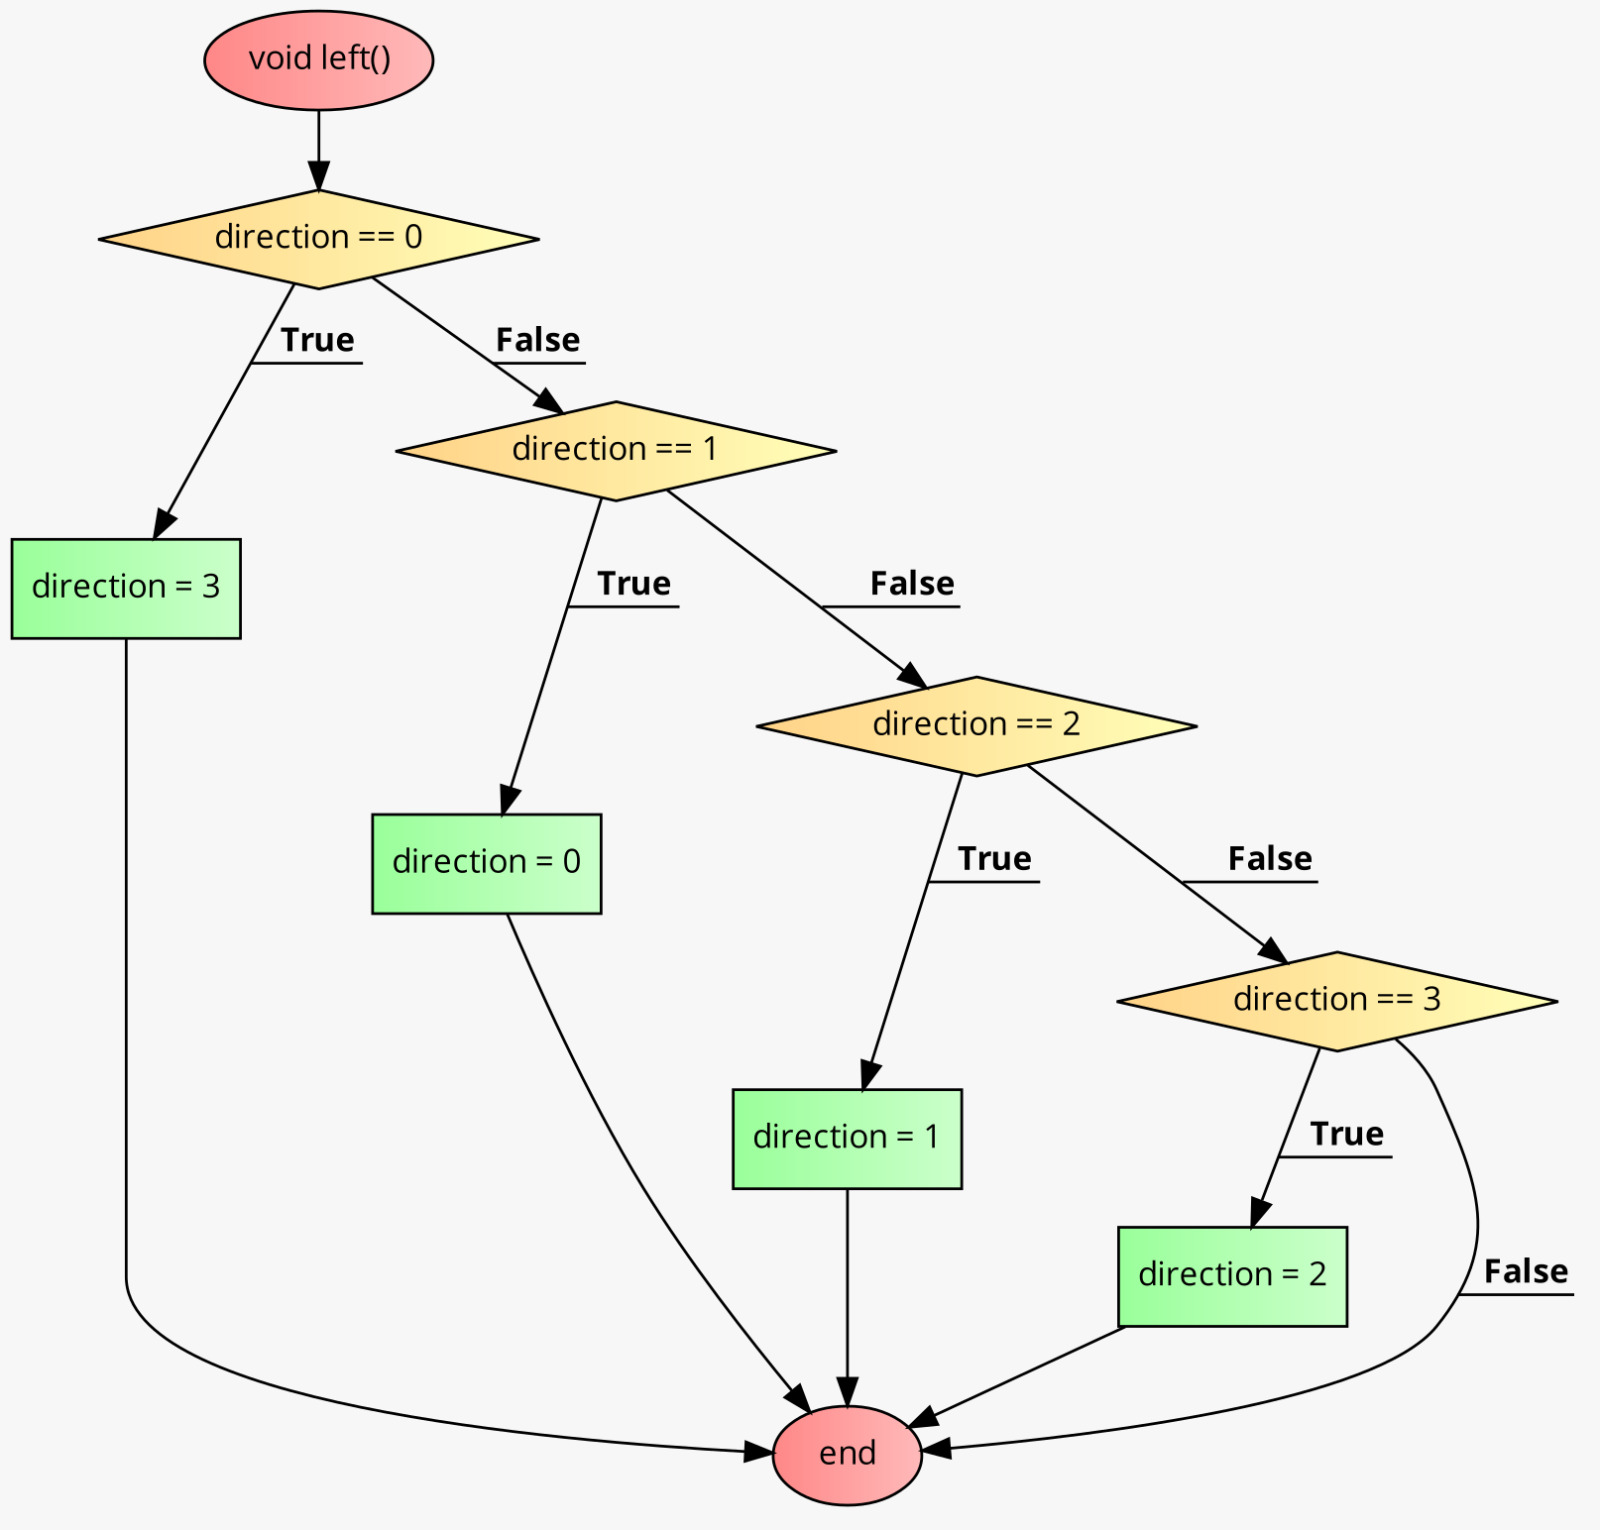 void left()
direction == 0
True
False
direction == 1
direction = 3
True
False
direction == 2
direction = 0
True
False
direction == 3
direction = 1
True
direction = 2
False
end